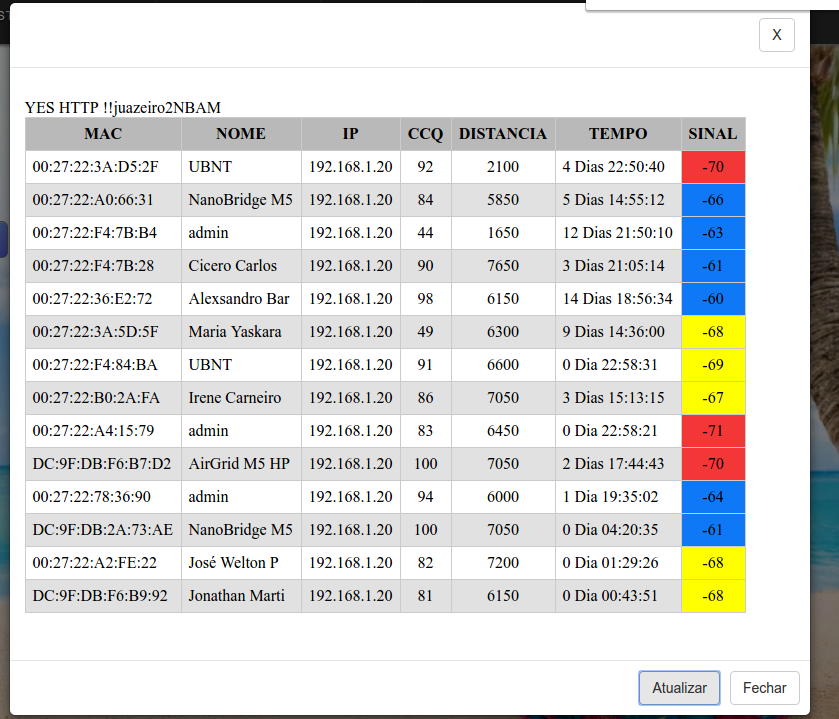 ST
X
YES HTTP !!juazeiro2NBAM
MAC NOME IP CCQ DISTANCIA TEMPO SINAL
00:27:22:3A:D5:2F UBNT 192.168.1.20 92 2100 4 Dias 22:50:40 -70
00:27:22:A0:66:31 NanoBridge M5 192.168.1.20 84 5850 5 Dias 14:55:12 -66
00:27:22:F4:7B:B4 admin 192.168.1.20 44 1650 12 Dias 21:50:10 -63
00:27:22:F4:7B:28 Cicero Carlos 192.168.1.20 90 7650 3 Dias 21:05:14 -61
00:27:22:36:E2:72 Alexsandro Bar 192.168.1.20 98 6150 14 Dias 18:56:34 -60
00:27:22:3A:5D:5F Maria Yaskara 192.168.1.20 49 6300 9 Dias 14:36:00 -68
00:27:22:F4:84:BA UBNT 192.168.1.20 91 6600 0 Dia 22:58:31 -69
00:27:22:B0:2A:FA Irene Carneiro 192.168.1.20 86 7050 3 Dias 15:13:15 -67
00:27:22:A4:15:79 admin 192.168.1.20 83 6450 0 Dia 22:58:21 -71
DC:9F:DB:F6:B7:D2 AirGrid M5 HP 192.168.1.20 100 7050 2 Dias 17:44:43 -70
00:27:22:78:36:90 admin 192.168.1.20 94 6000 1 Dia 19:35:02 -64
DC:9F:DB:2A:73:AE NanoBridge M5 192.168.1.20 100 7050 0 Dia 04:20:35 -61
00:27:22:A2:FE:22 José Welton P 192.168.1.20 82 7200 0 Dia 01:29:26 -68
DC:9F:DB:F6:B9:92 Jonathan Marti 192.168.1.20 81 6150 0 Dia 00:43:51 -68
Atualizar Fechar